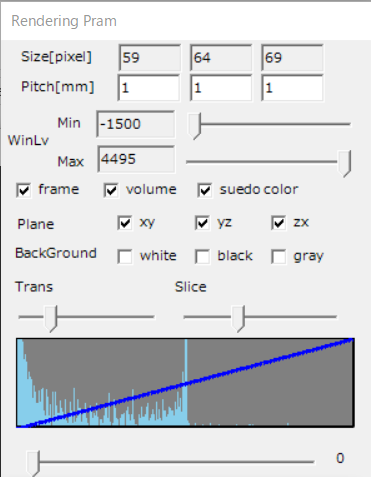 Rendering Pram
Size[pixel] 59 64 69
Pitch[mm] 1 1 1
Min -1500
WinLv
Max 4495
frame volume suedo color
Plane xy yz zx
BackGround white black gray
Trans Slice
0